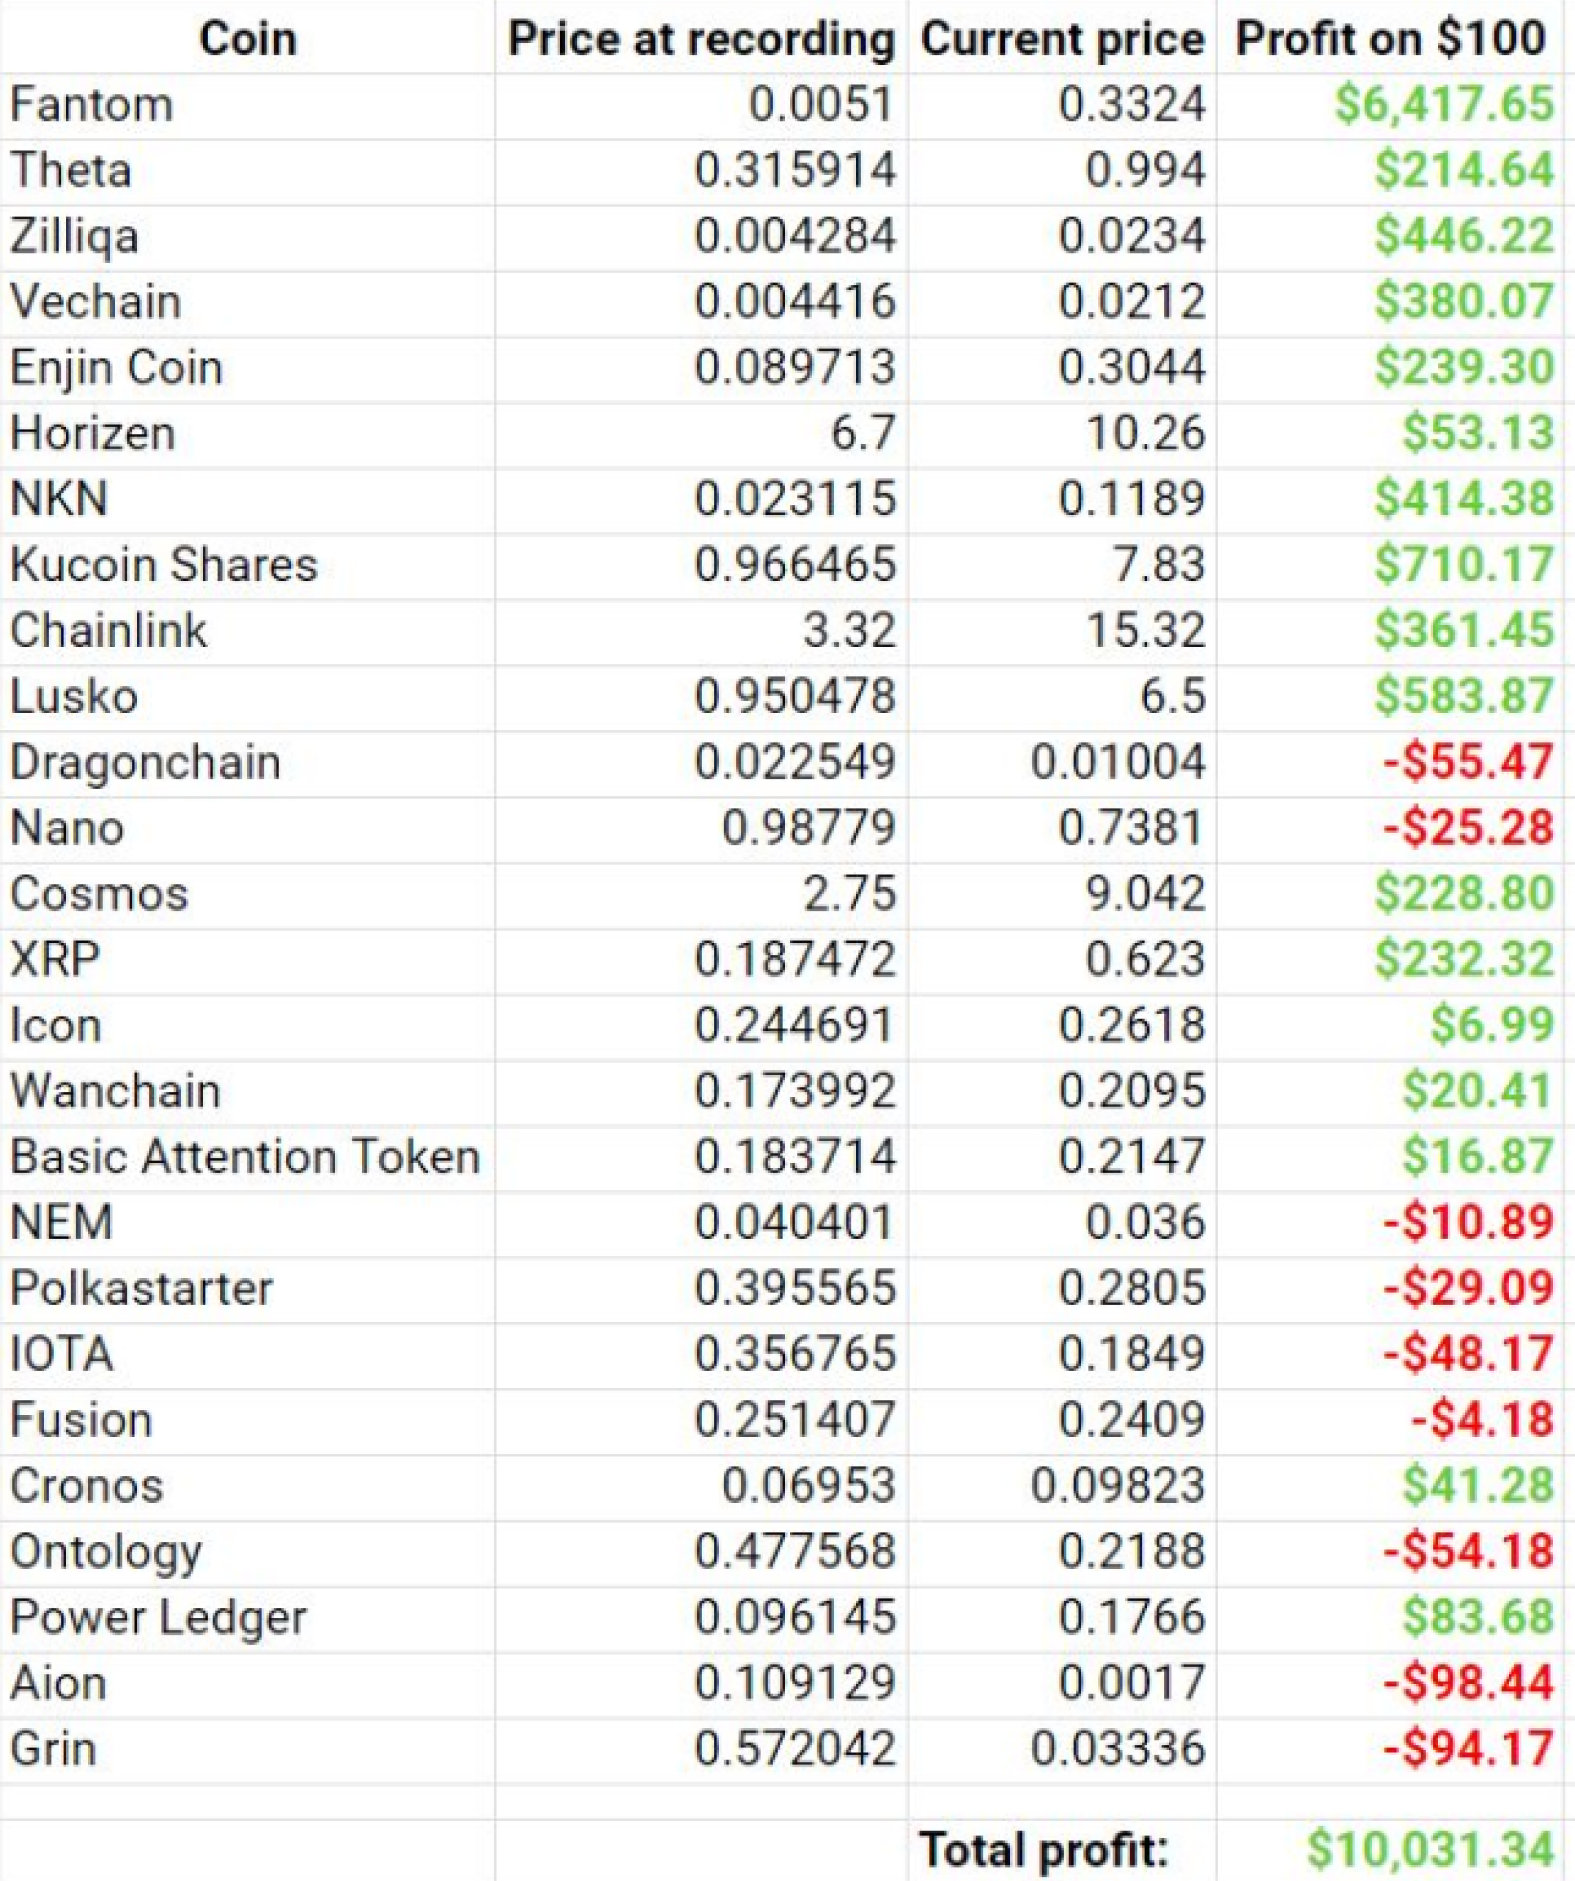 Coin Price at recording Current price Profit on $100
Fantom 0.0051 0.3324 $6,417.65
Theta 0.315914 0.994 $214.64
Zilliqa 0.004284 0.0234 $446.22
Vechain 0.004416 0.0212 $380.07
Enjin Coin 0.089713 0.3044 $239.30
Horizen 6.7 10.26 $53.13
NKN 0.023115 0.1189 $414.38
Kucoin Shares 0.966465 7.83 $710.17
Chainlink 3.32 15.32 $361.45
Lusko 0.950478 6.5 $583.87
Dragonchain 0.022549 0.01004 -$55.47
Nano 0.98779 0.7381 -$25.28
Cosmos 2.75 9.042 $228.80
XRP 0.187472 0.623 $232.32
Icon 0.244691 0.2618 $6.99
Wanchain 0.173992 0.2095 $20.41
Basic Attention Token 0.183714 0.2147 $16.87
NEM 0.040401 0.036 -$10.89
Polkastarter 0.395565 0.2805 -$29.09
IOTA 0.356765 0.1849 -$48.17
Fusion 0.251407 0.2409 -$4.18
Cronos 0.06953 0.09823 $41.28
Ontology 0.477568 0.2188 -$54.18
Power Ledger 0.096145 0.1766 $83.68
Aion 0.109129 0.0017 -$98.44
Grin 0.572042 0.03336 -$94.17
Total profit: $10,031.34